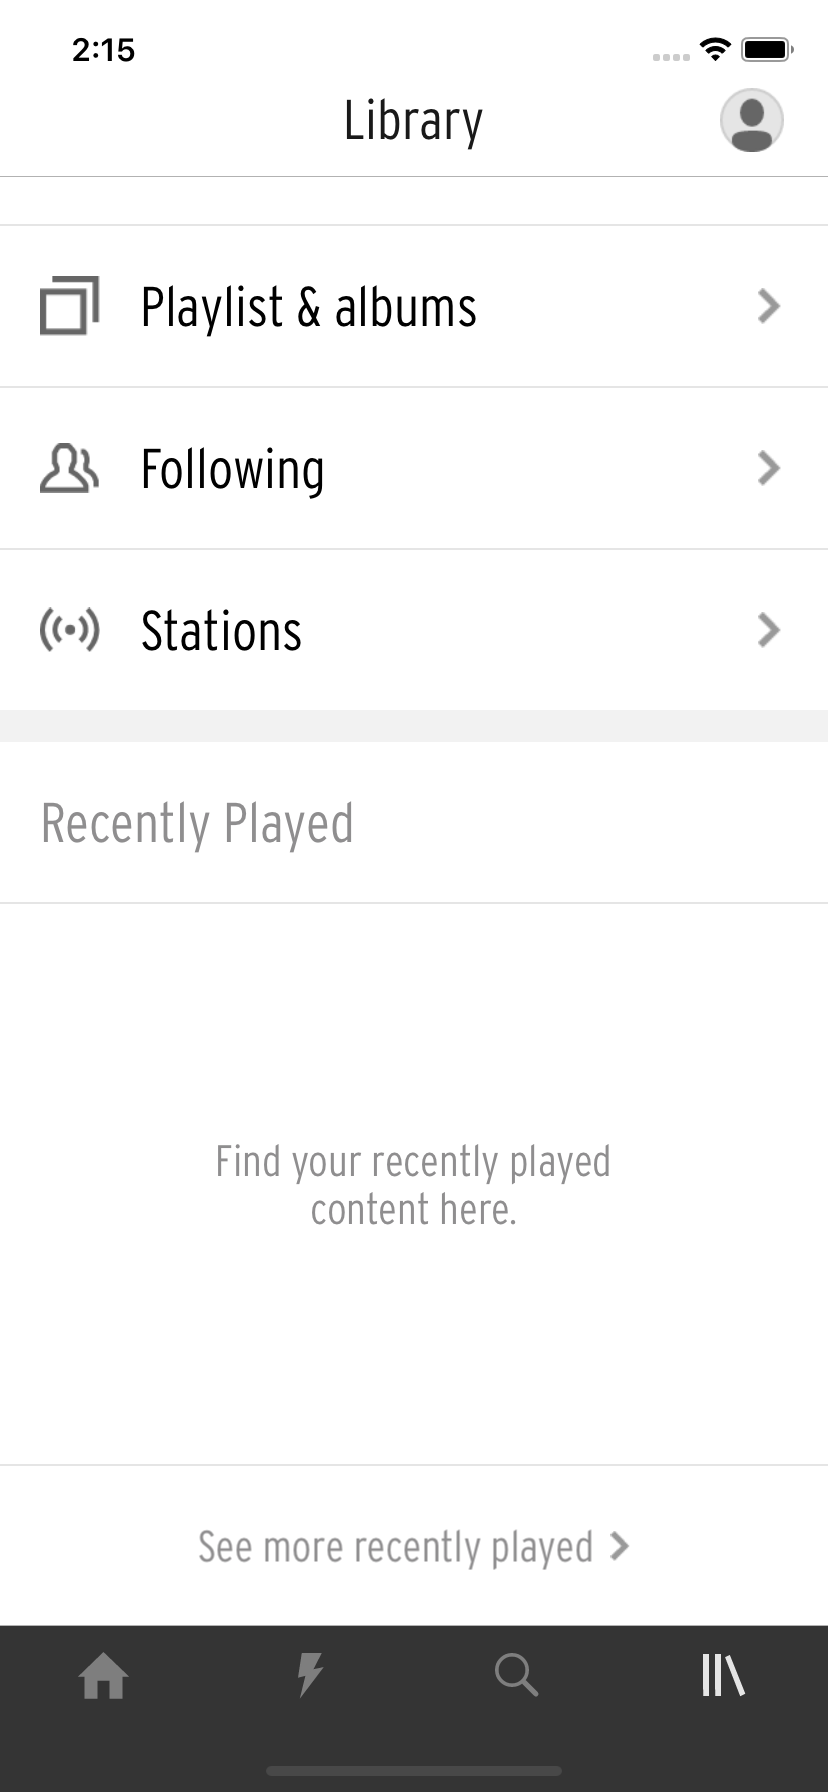 2:15
Library
Playlist & albums
Following
Stations
Recently Played
Find your recently played
content here.
See more recently played